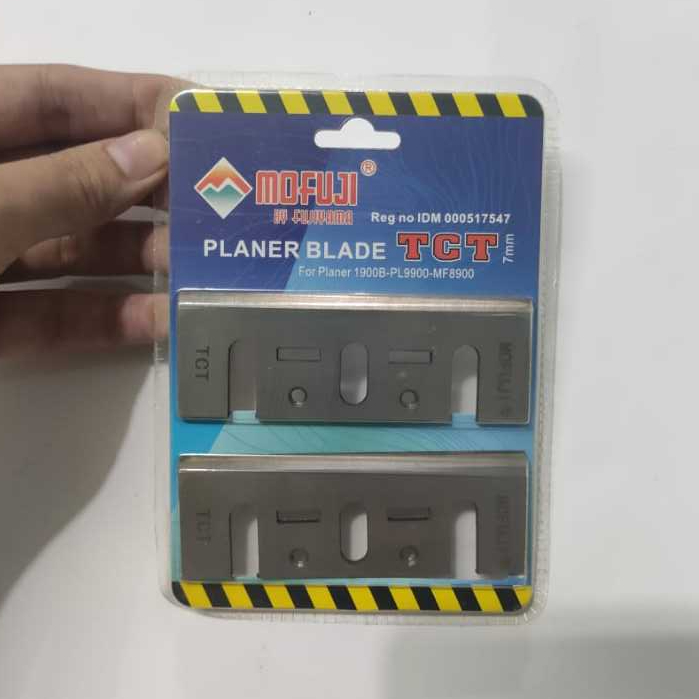 MOFUJI®
BY FUJIYAMA
Reg no IDM 000517547
PLANER BLADE TCT 7mm
For Planer 1900B-PL9900-MF8900
TCT
MOFUJI®
TCT
MOFUJI®